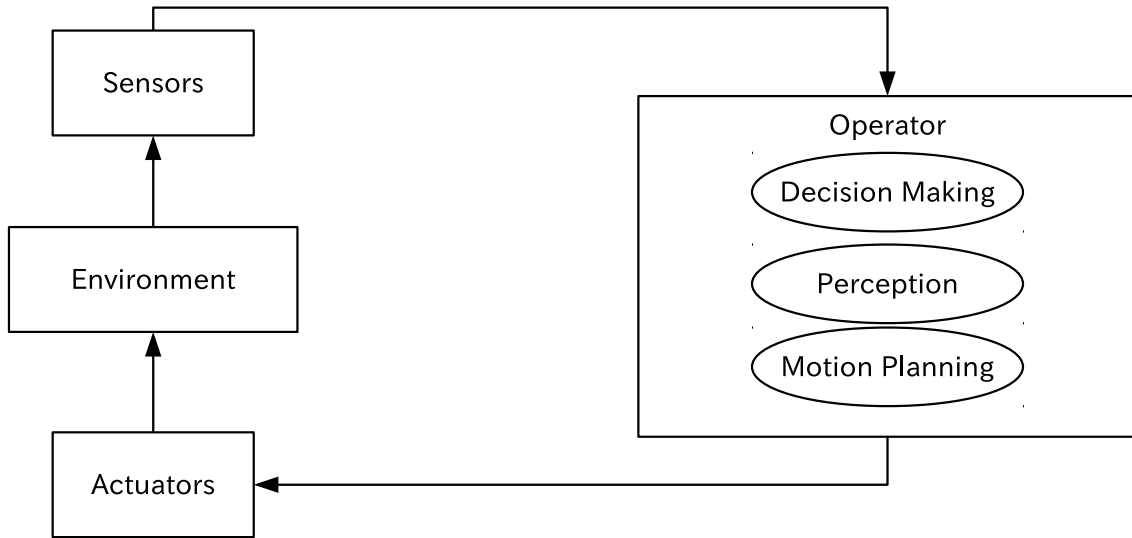 Sensors
Operator
Decision Making
Environment
Perception
Motion Planning
Actuators